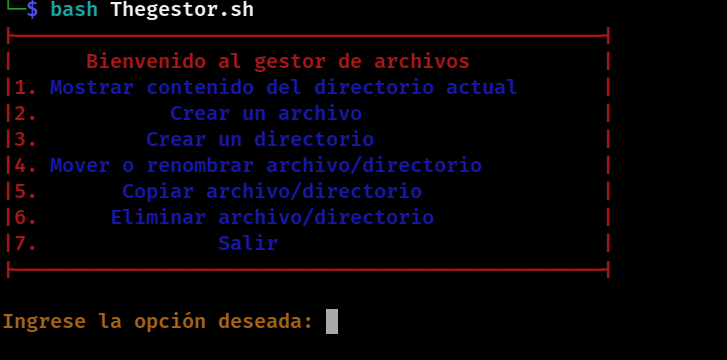 └─$ bash Thegestor.sh
Bienvenido al gestor de archivos
1. Mostrar contenido del directorio actual
2. Crear un archivo
3. Crear un directorio
4. Mover o renombrar archivo/directorio
5. Copiar archivo/directorio
6. Eliminar archivo/directorio
7. Salir
Ingrese la opción deseada: